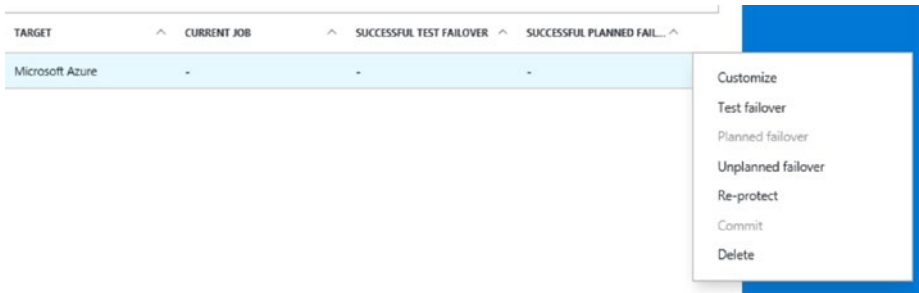 TARGET CURRENT JOB SUCCESSFUL TEST FAILOVER SUCCESSFUL PLANNED FAIL...
Microsoft Azure - - -
Customize
Test failover
Planned failover
Unplanned failover
Re-protect
Commit
Delete